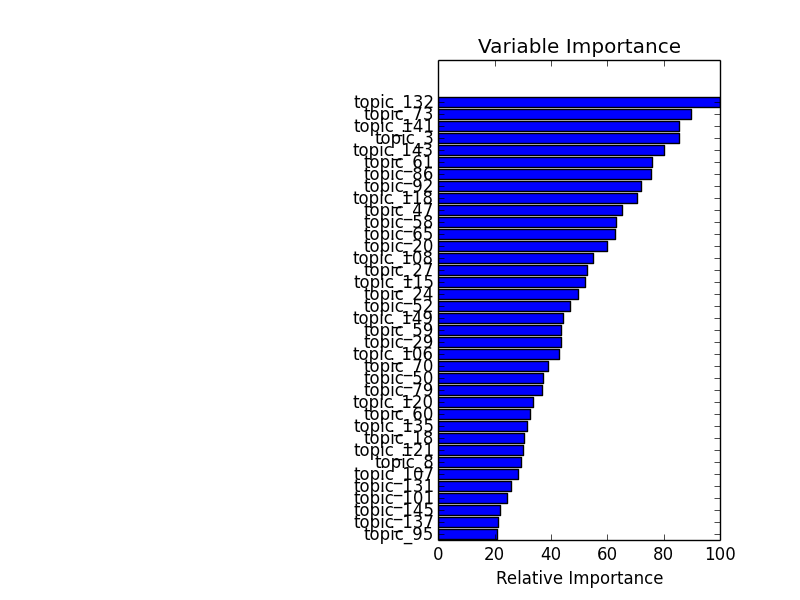 Variable Importance
topic_132
topic_73
topic_141
topic_3
topic_143
topic_61
topic_86
topic_92
topic_118
topic_47
topic_58
topic_65
topic_20
topic_108
topic_27
topic_115
topic_24
topic_52
topic_149
topic_59
topic_29
topic_106
topic_70
topic_50
topic_79
topic_120
topic_60
topic_135
topic_18
topic_121
topic_8
topic_107
topic_131
topic_101
topic_145
topic_137
topic_95
0 20 40 60 80 100
Relative Importance